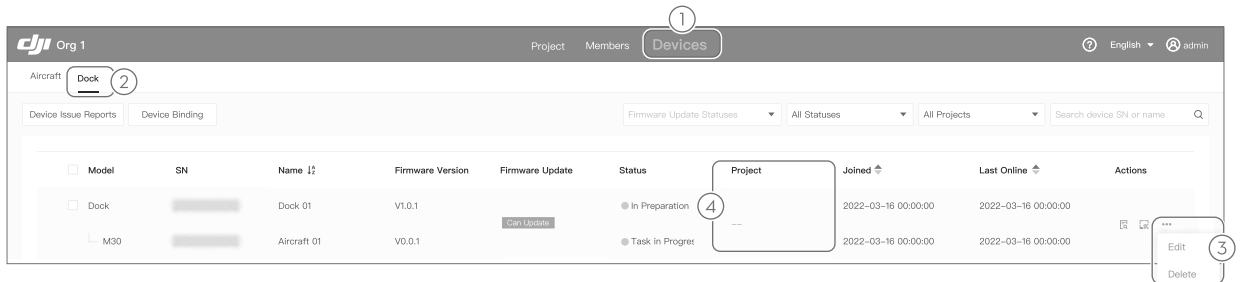 1
dji Org 1 Project Members Devices ? English admin
Aircraft Dock 2
Device Issue Reports Device Binding Firmware Update Statuses All Statuses All Projects Search device SN or name
Model SN Name Firmware Version Firmware Update Status Project Joined Last Online Actions
Dock Dock 01 V1.0.1 In Preparation 4 2022-03-16 00:00:00 2022-03-16 00:00:00
Can Update -- ...
M30 Aircraft 01 V0.0.1 Task in Progres 2022-03-16 00:00:00 2022-03-16 00:00:00
Edit 3
Delete